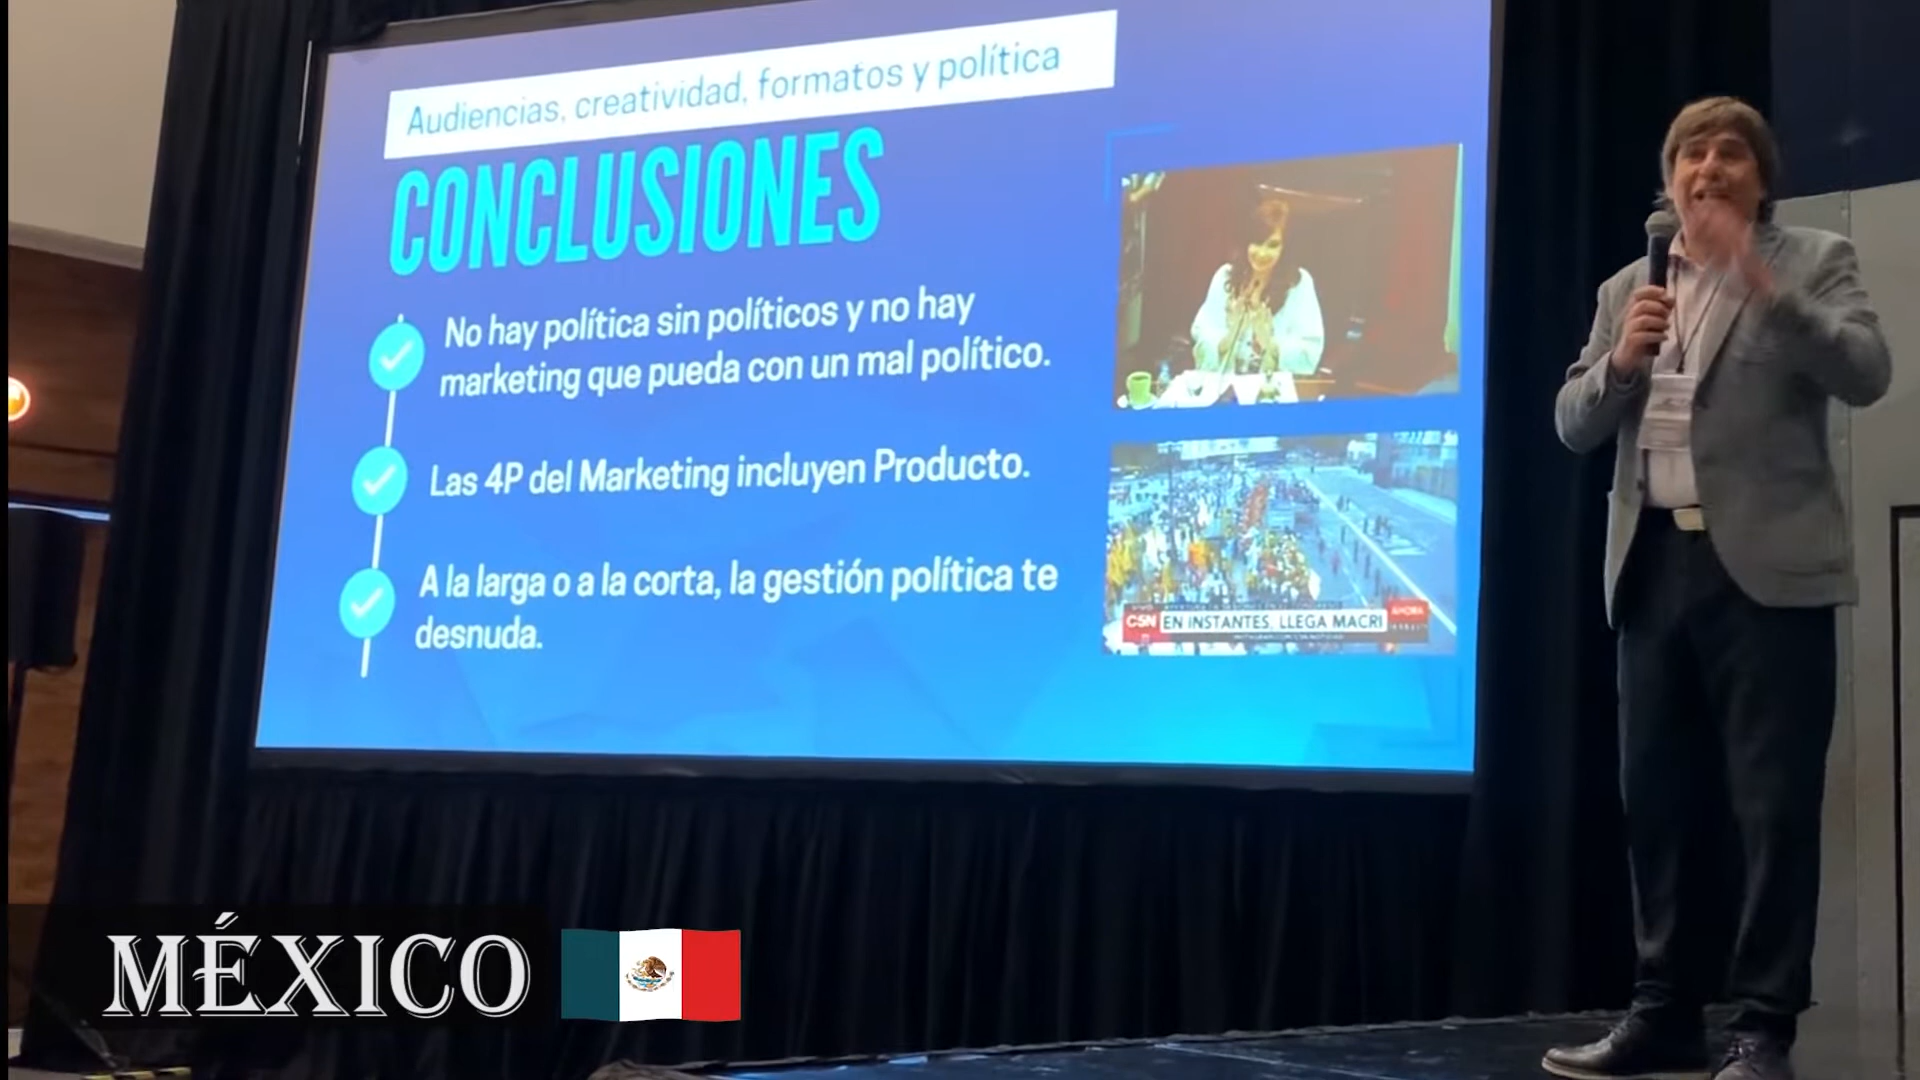 Audiencias, creatividad, formatos y política
CONCLUSIONES
No hay política sin políticos y no hay
marketing que pueda con un mal político.
Las 4P del Marketing incluyen Producto.
A la larga o a la corta, la gestión política te
desnuda.
C5N EN INSTANTES, LLEGA MACRI AHORA
MÉXICO